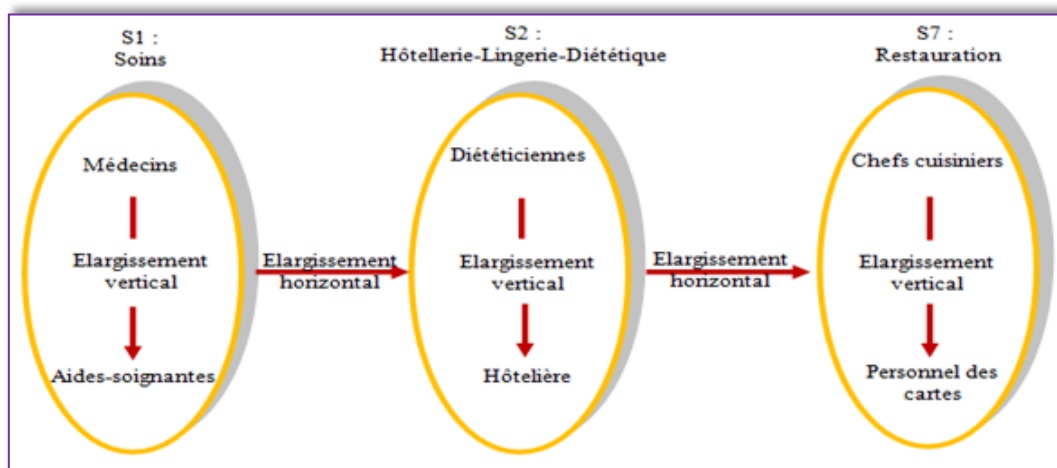 S1 :
Soins
S2 :
Hôtellerie-Lingerie-Diététique
S7 :
Restauration
Médecins
Elargissement
vertical
Aides-soignantes
Elargissement
horizontal
Diététiciennes
Elargissement
vertical
Hôtelière
Elargissement
horizontal
Chefs cuisiniers
Elargissement
vertical
Personnel des
cartes